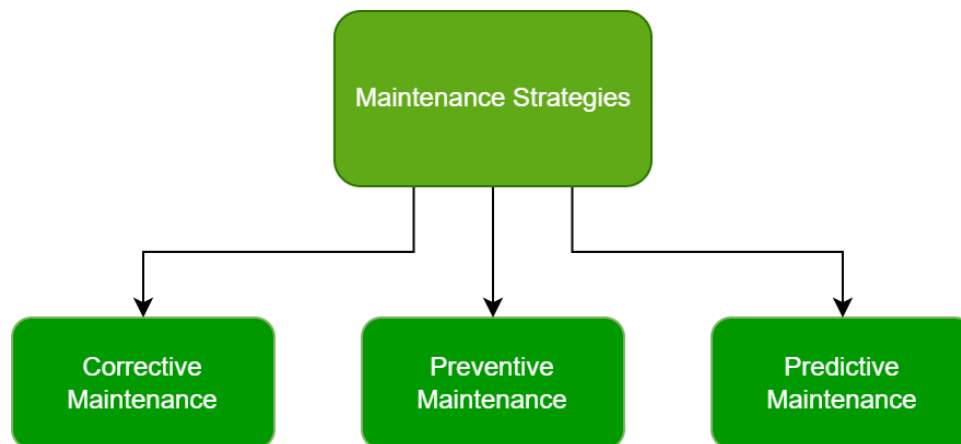 Maintenance Strategies
Corrective
Maintenance
Preventive
Maintenance
Predictive
Maintenance